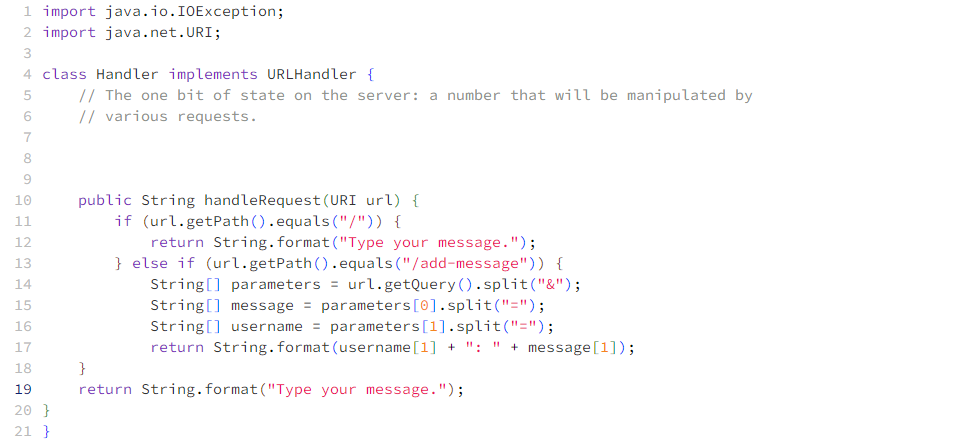 1 import java.io.IOException;
2 import java.net.URI;
3
4 class Handler implements URLHandler {
5     // The one bit of state on the server: a number that will be manipulated by
6     // various requests.
7
8
9
10     public String handleRequest(URI url) {
11         if (url.getPath().equals("/")) {
12             return String.format("Type your message.");
13         } else if (url.getPath().equals("/add-message")) {
14             String[] parameters = url.getQuery().split("&");
15             String[] message = parameters[0].split("=");
16             String[] username = parameters[1].split("=");
17             return String.format(username[1] + ": " + message[1]);
18     }
19     return String.format("Type your message.");
20 }
21 }